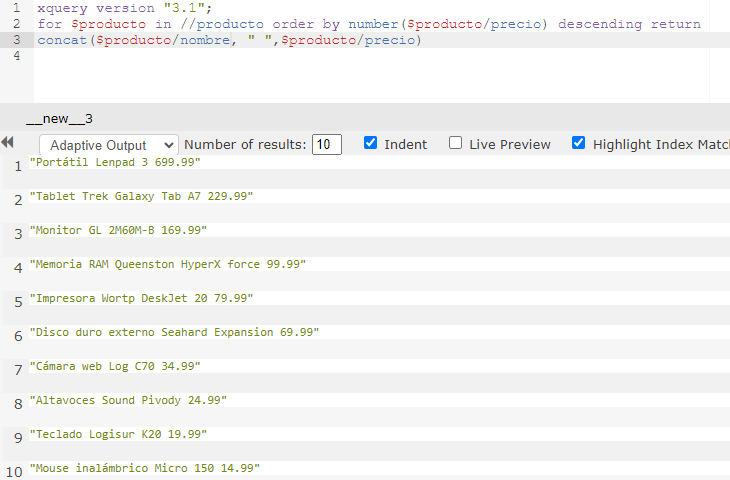 1 xquery version "3.1";
2 for $producto in //producto order by number($producto/precio) descending return
3 concat($producto/nombre, " ",$producto/precio)
4
__new__3
Adaptive Output Number of results: 10 Indent Live Preview Highlight Index Matc
1 "Portátil Lenpad 3 699.99"
2 "Tablet Trek Galaxy Tab A7 229.99"
3 "Monitor GL 2M60M-B 169.99"
4 "Memoria RAM Queenston HyperX force 99.99"
5 "Impresora Wortp DeskJet 20 79.99"
6 "Disco duro externo Seahard Expansion 69.99"
7 "Cámara web Log C70 34.99"
8 "Altavoces Sound Pivody 24.99"
9 "Teclado Logisur K20 19.99"
10 "Mouse inalámbrico Micro 150 14.99"